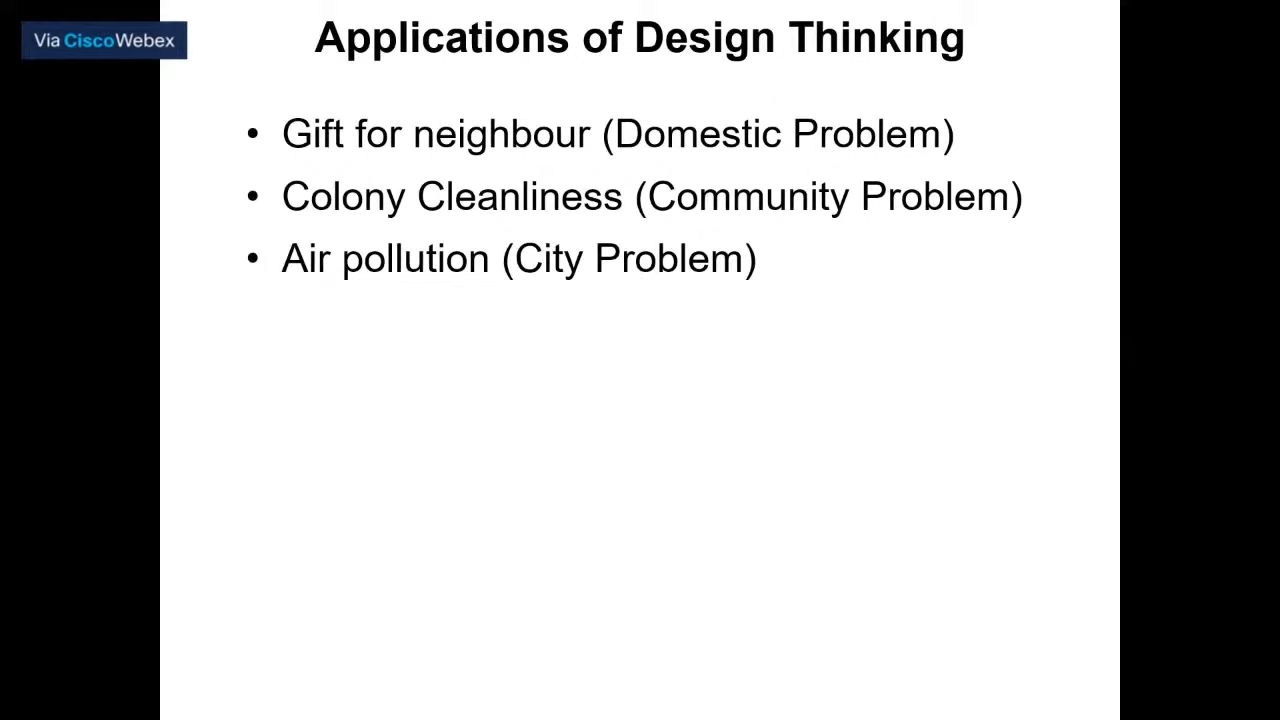 Via CiscoWebex
Applications of Design Thinking
• Gift for neighbour (Domestic Problem)
• Colony Cleanliness (Community Problem)
• Air pollution (City Problem)